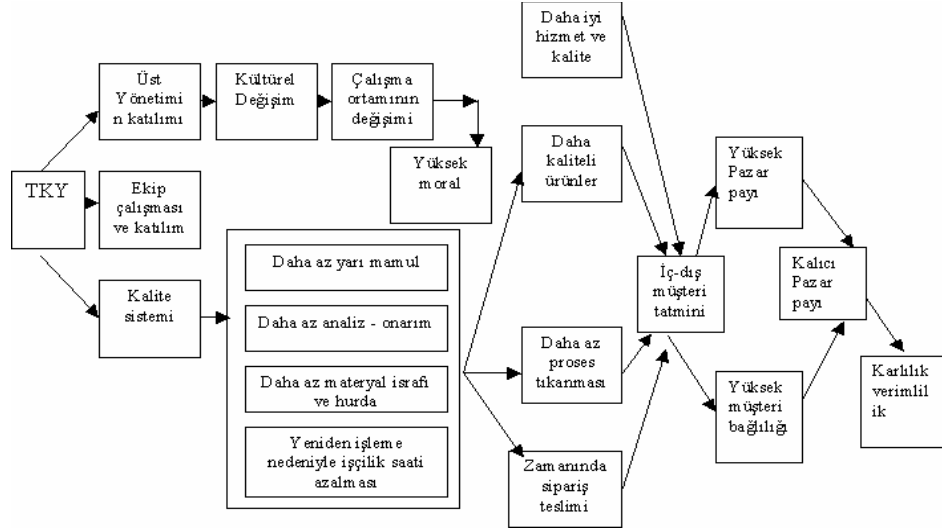 Daha iyi
hizmet ve
kalite
Üst
Yönetimi
n katılımı
Kültürel
Değişim
Çalışma
ortamının
değişimi
Yüksek
moral
Daha
kaliteli
ürünler
Yüksek
Pazar
payı
TKY
Ekip
çalışması
ve katılım
Kalite
sistemi
Daha az yarı mamul
Daha az analiz - onarım
Daha az materyal israfı
ve hurda
Yeniden işleme
nedeniyle işçilik saati
azalması
İç-dış
müşteri
tatmini
Kalıcı
Pazar
payı
Daha az
proses
tıkanması
Yüksek
müşteri
bağlılığı
Karlılık
verimlil
ik
Zamanında
sipariş
teslimi